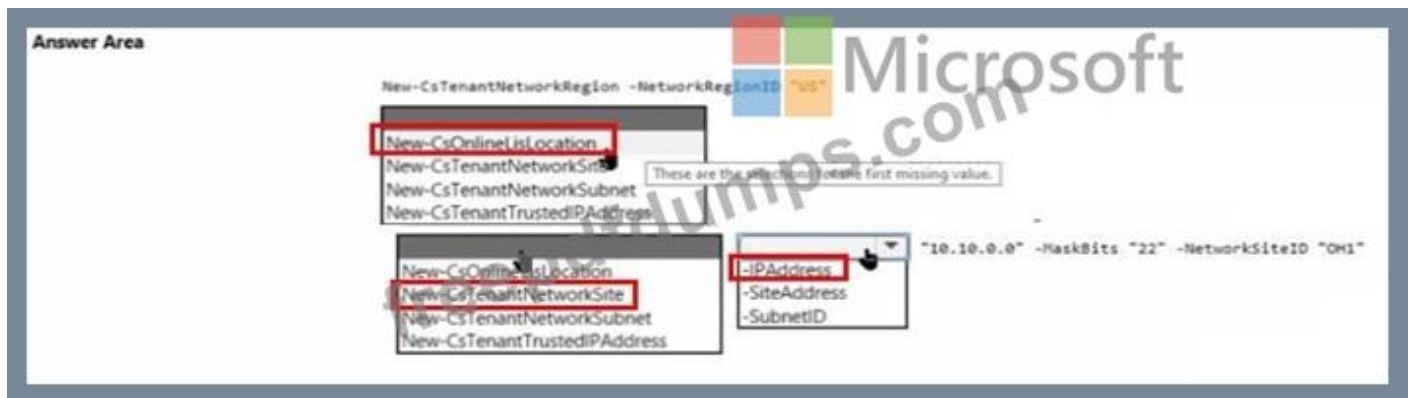 Answer Area
Microsoft
New-CsTenantNetworkRegion -NetworkRegionID "US"
New-CsOnlineLisLocation
New-CsTenantNetworkSite
New-CsTenantNetworkSubnet
New-CsTenantTrustedIPAddress
These are the selections for the first missing value.
"10.10.0.0" -MaskBits "22" -NetworkSiteID "OH1"
New-CsOnlineLisLocation
New-CsTenantNetworkSite
New-CsTenantNetworkSubnet
New-CsTenantTrustedIPAddress
-IPAddress
-SiteAddress
-SubnetID